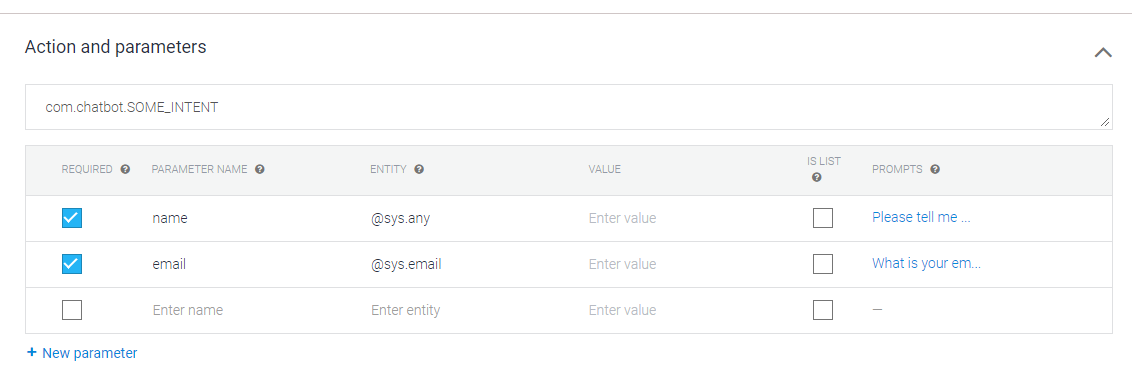 Action and parameters
com.chatbot.SOME_INTENT
REQUIRED PARAMETER NAME ENTITY VALUE IS LIST PROMPTS
name @sys.any Enter value Please tell me ...
email @sys.email Enter value What is your em...
Enter name Enter entity Enter value —
+ New parameter